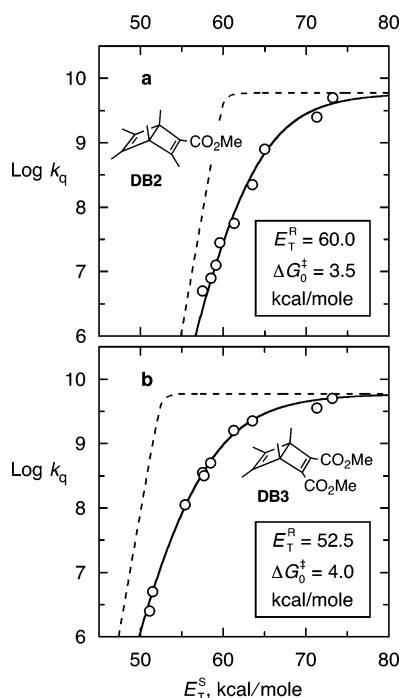 50 60 70 80
a
10
9
8
7
6
Log kq
CO2Me
DB2
E_T^R = 60.0
ΔG_0^‡ = 3.5
kcal/mole
b
10
9
8
7
6
Log kq
CO2Me
CO2Me
DB3
E_T^R = 52.5
ΔG_0^‡ = 4.0
kcal/mole
50 60 70 80
E_T^S, kcal/mole